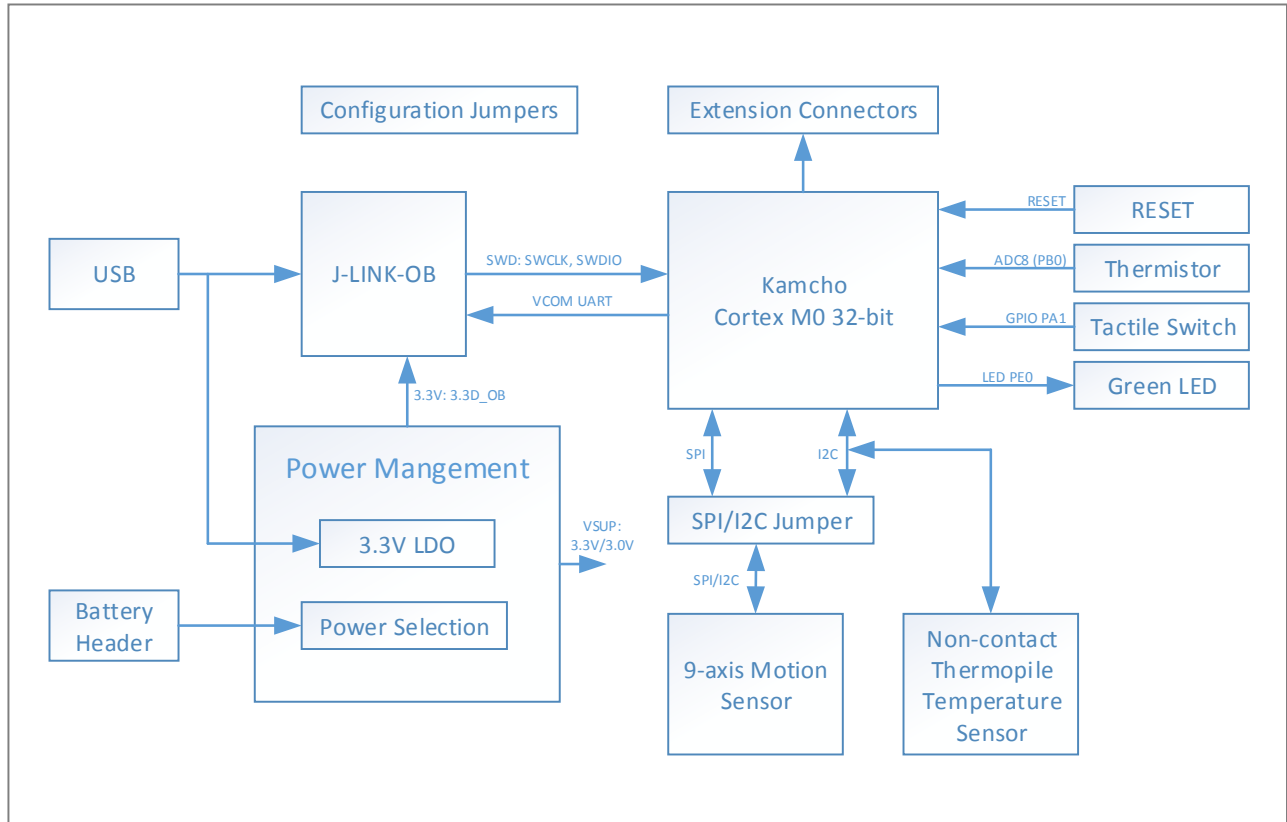 Configuration Jumpers
Extension Connectors
USB
J-LINK-OB
SWD: SWCLK, SWDIO
VCOM UART
Kamcho
Cortex M0 32-bit
RESET
RESET
ADC8 (PB0)
Thermistor
GPIO PA1
Tactile Switch
LED PE0
Green LED
3.3V: 3.3D_OB
Power Mangement
3.3V LDO
VSUP:
3.3V/3.0V
Battery
Header
Power Selection
SPI
I2C
SPI/I2C Jumper
SPI/I2C
9-axis Motion
Sensor
Non-contact
Thermopile
Temperature
Sensor